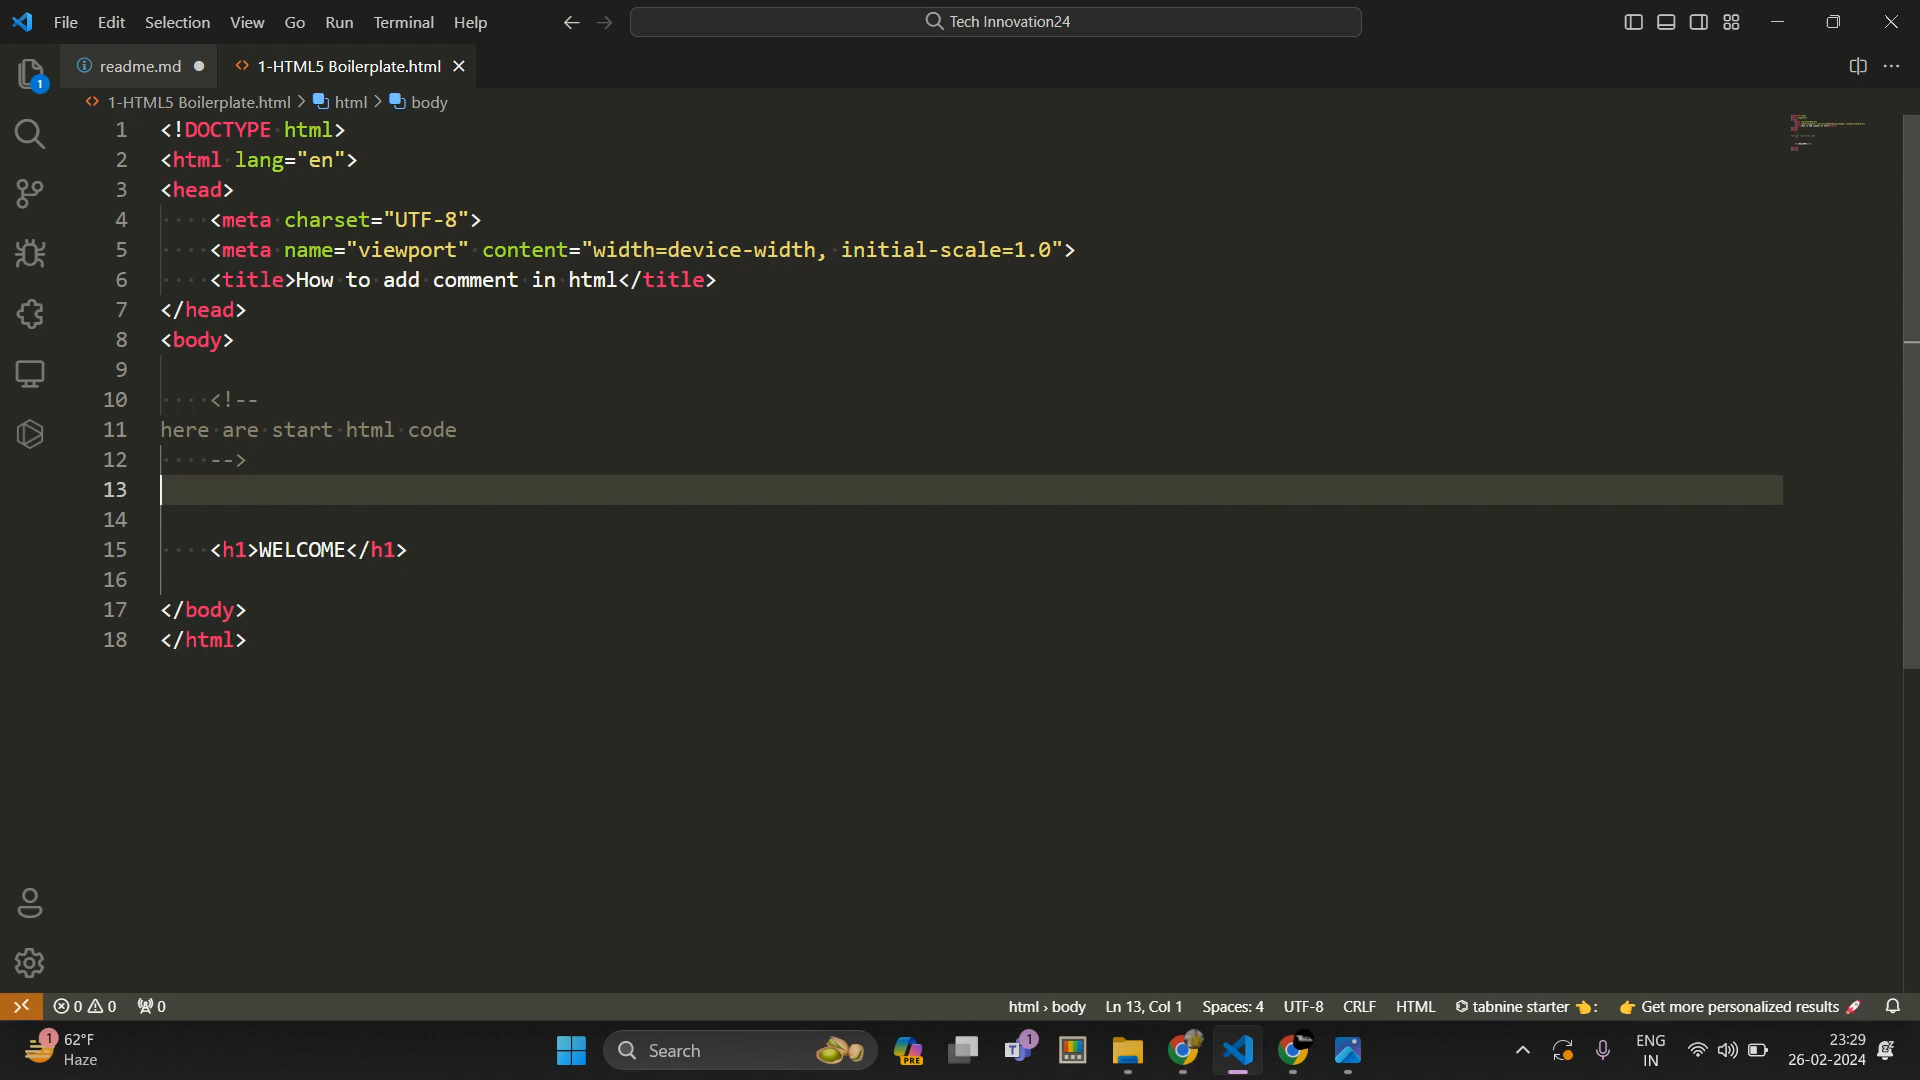 File Edit Selection View Go Run Terminal Help Tech Innovation24
1 readme.md 1-HTML5 Boilerplate.html
1-HTML5 Boilerplate.html > html > body
1 <!DOCTYPE html>
2 <html lang="en">
3 <head>
4 <meta charset="UTF-8">
5 <meta name="viewport" content="width=device-width, initial-scale=1.0">
6 <title>How to add comment in html</title>
7 </head>
8 <body>
9
10 <!--
11 here are start html code
12 -->
13
14
15 <h1>WELCOME</h1>
16
17 </body>
18 </html>
0 0 0 html > body Ln 13, Col 1 Spaces: 4 UTF-8 CRLF HTML tabnine starter 👈: 👉 Get more personalized results 🚀
1 62°F Search PRE T 1 ENG 23:29
Haze IN 26-02-2024